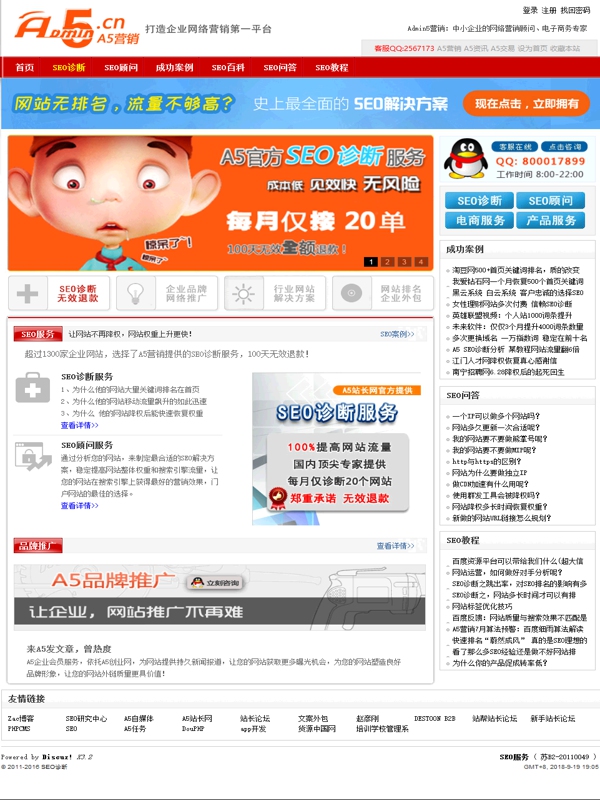 登录 注册 找回密码
Admin5.cn A5营销
打造企业网络营销第一平台
Admin5营销：中小企业的网络营销顾问、电子商务专家
客服QQ:2567173 A5营销 A5资讯 A5交易 设为首页 收藏本站
首页 SEO诊断 SEO顾问 成功案例 SEO百科 SEO问答 SEO教程
网站无排名，流量不够高？ 史上最全面的 SEO解决方案 现在点击，立即拥有
A5官方 SEO 诊断 服务
成本低 见效快 无风险
每月仅接 20单
100天无效全额退款！
惊呆了~！
惊呆了~！
1 2 3 4
客服在线 点击咨询
QQ: 800017899
工作时间 8:00-22:00
SEO诊断 SEO顾问
电商服务 产品服务
SEO诊断
无效退款
企业品牌
网络推广
行业网站
解决方案
网站排名
企业外包
成功案例
淘豆网500+首页关键词排名，质的改变
我爱钻石网一个月恢复500个首页关键词
黑云系统 白云系统 客户忠诚的选择SEO
女性理财网站多次付费 信赖SEO诊断
英雄联盟视频：个人站1000词条提升
未来软件：仅仅3个月提升4000词条数量
多次更换域名 一万指数词 稳定在前十名
A5 SEO诊断分析 某教程网站流量翻6倍
江门人才网降权恢复真心感谢信
南宁招聘网6.28降权后的起死回生
SEO服务 让网站不再降权，网站权重上升更快！ SEO案例>>
超过1300家企业网站，选择了A5营销提供的SEO诊断服务，100天无效退款！
SEO诊断服务
1、为什么他的网站大量关键词排名在首页
2、为什么他的网站移动流量飙升的如此迅速
3、为什么 他的网站降权后能快速恢复权重
查看详情>>
SEO顾问服务
通过分析您的网站，来制定最合适的SEO解决方案，稳定提高网站整体权重和搜索引擎流量，让您的网站在搜索引擎上获得最好的营销效果，门户网站的最佳的选择。
查看详情>>
A5站长网官方提供
SEO诊断服务
100%提高网站流量
国内顶尖专家提供
每月仅诊断20个网站
郑重承诺 无效退款
SEO问答
一个IP可以做多个网站吗？
网站多久更新一次合适呢？
我的网站要不要做熊掌号呢？
我的网站要不要做MIP呢？
http与https的区别？
网站为什么要做独立IP
做CDN加速有什么用呢？
使用群发工具会被降权吗？
网站降权多长时间恢复权重？
新做的网站URL链接怎么规划？
品牌推广 查看详情>>
A5品牌推广 立刻咨询
让企业，网站推广不再难
来A5发文章，曾热度
A5企业会员服务，依托A5创业网，为网站提供持久新闻报道，让您的网站获取更多曝光机会，为您的网站塑造良好品牌形象，让您的网站外链质量更具价值！
SEO教程
百度资源平台可以带给我们什么(超大信
网站运营，如何做好对手分析呢？
SEO诊断之跳出率，对SEO排名的影响有多
SEO诊断之，网站多长时间才可以有排
网站标签优化技巧
百度反馈：网站质量与搜索效果不匹配是
A5营销7月算法预警：百度细雨算法解读
快速排名“蔚然成风” 真的是SEO理想的
看了那么多SEO经验还是做不好网站排
为什么你的产品促成转率低？
友情链接
Zac博客 SEO研究中心 A5自媒体 A5站长网 站长论坛 文案外包 赵彦刚 DESTOON B2B 站帮站长论坛 新手站长论坛
PHPCMS SEO A5任务 DouPHP app开发 货源中国网 培训学校管理系
Powered by Discuz! X3.2
© 2011-2016 SEO诊断
SEO服务 ( 苏B2-20110049 )
GMT+8, 2018-9-19 19:05